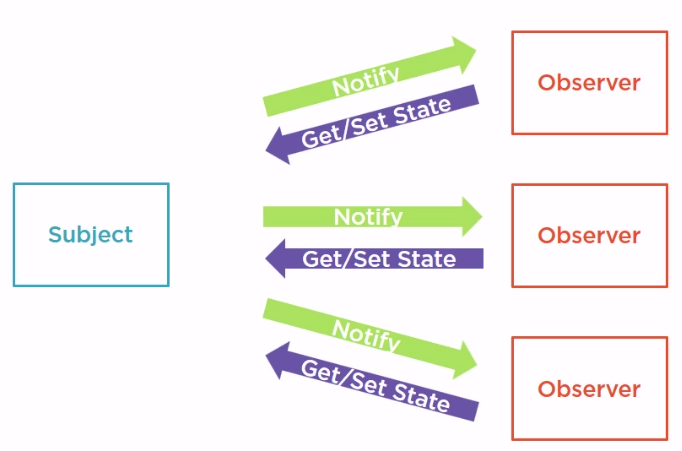 Notify
Observer
Get/Set State
Subject
Notify
Observer
Get/Set State
Notify
Observer
Get/Set State